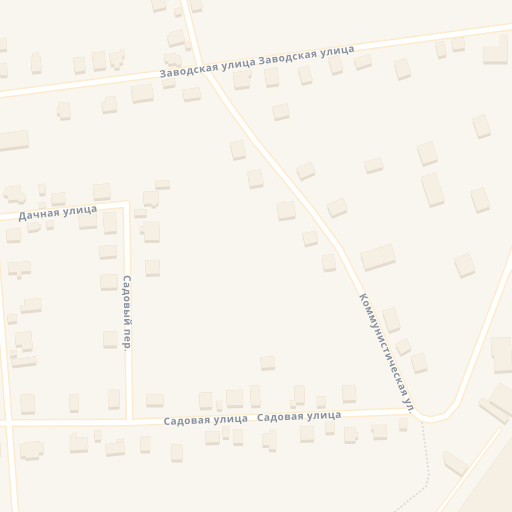 Заводская улица Заводская улица
Дачная улица
Садовый пер.
Коммунистическая ул.
Садовая улица Садовая улица